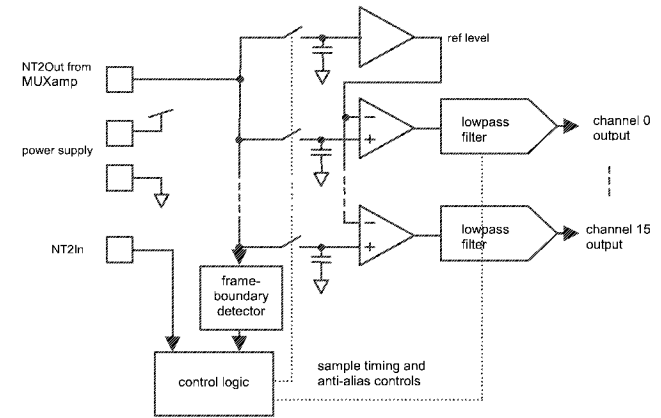 ref level
NT2Out from
MUXamp
power supply
lowpass
filter
channel 0
output
NT2In
lowpass
filter
channel 15
output
frame-
boundary
detector
control logic
sample timing and
anti-alias controls